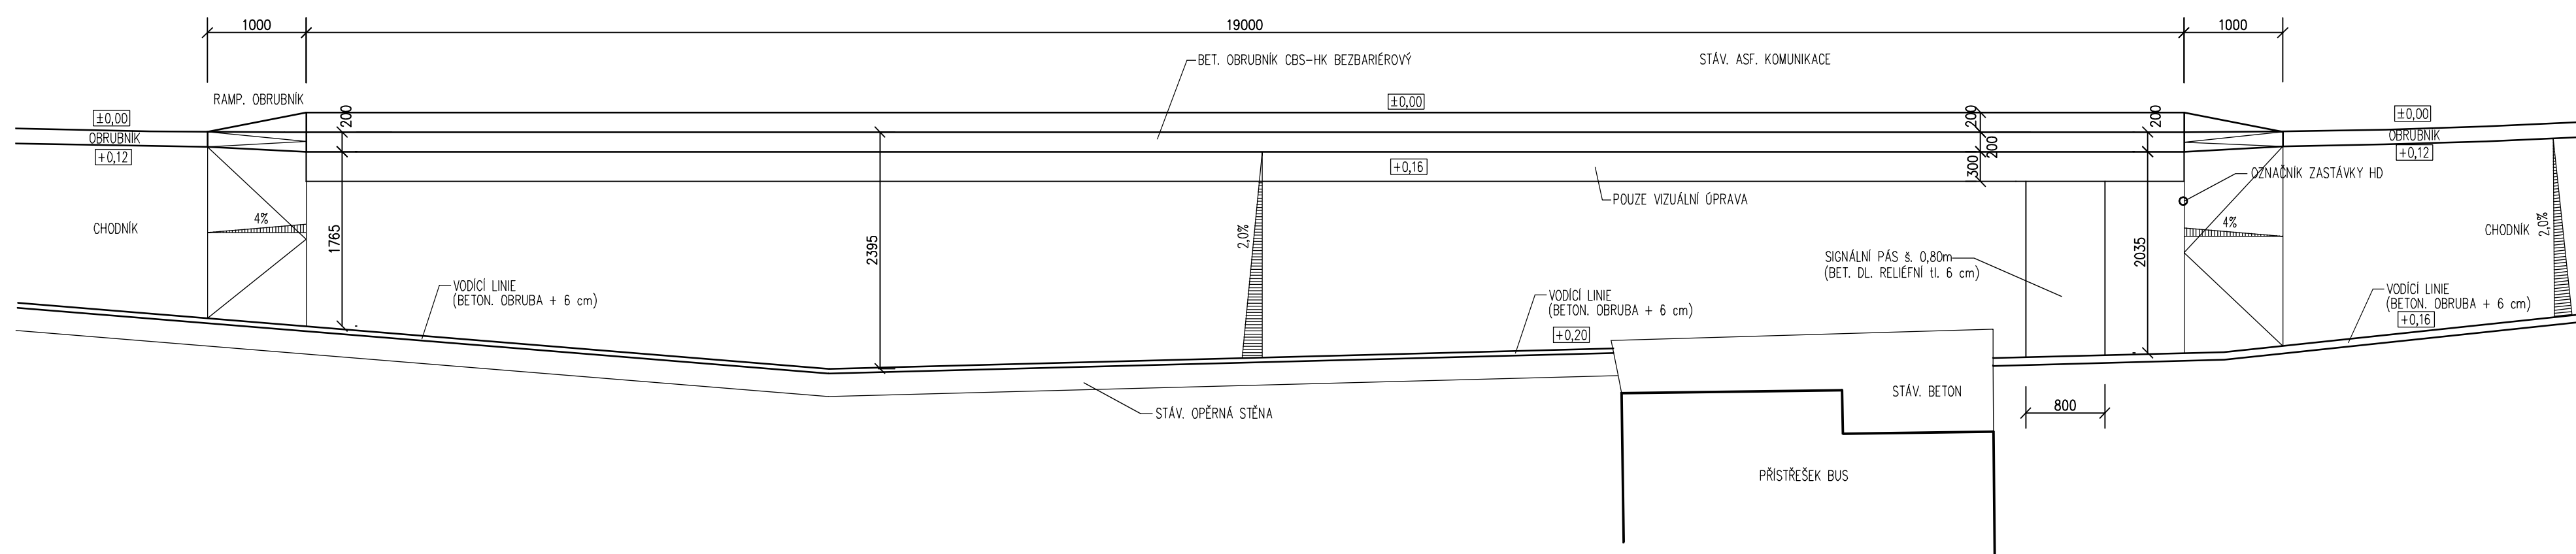 1000
19000
1000
BET. OBRUBNÍK CBS-HK BEZBARIÉROVÝ
STÁV. ASF. KOMUNIKACE
RAMP. OBRUBNÍK
±0,00
±0,00
±0,00
200
200
200
200
300
OBRUBNÍK
OBRUBNÍK
+0,12
+0,16
+0,12
OZNAČNÍK ZASTÁVKY HD
POUZE VIZUÁLNÍ ÚPRAVA
CHODNÍK
4%
1765
2395
2,0%
SIGNÁLNÍ PÁS š. 0,80m
(BET. DL. RELIÉFNÍ tl. 6 cm)
2035
4%
CHODNÍK
2,0%
VODÍCÍ LINIE
(BETON. OBRUBA + 6 cm)
VODÍCÍ LINIE
(BETON. OBRUBA + 6 cm)
+0,20
VODÍCÍ LINIE
(BETON. OBRUBA + 6 cm)
+0,16
STÁV. OPĚRNÁ STĚNA
STÁV. BETON
800
PŘÍSTŘEŠEK BUS